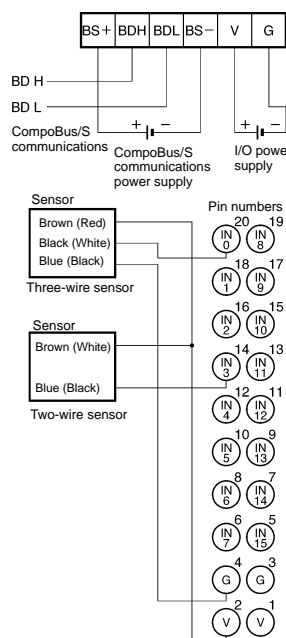 BS+ BDH BDL BS− V G
BD H
BD L
CompoBus/S
communications
+ −
CompoBus/S
communications
power supply
+ −
I/O powe
supply
Sensor
Brown (Red)
Black (White)
Blue (Black)
Three-wire sensor
Sensor
Brown (White)
Blue (Black)
Two-wire sensor
Pin numbers
20 19
IN 0 IN 8
18 17
IN 1 IN 9
16 15
IN 2 IN 10
14 13
IN 3 IN 11
12 11
IN 4 IN 12
10 9
IN 5 IN 13
8 7
IN 6 IN 14
6 5
IN 7 IN 15
4 3
G G
2 1
V V